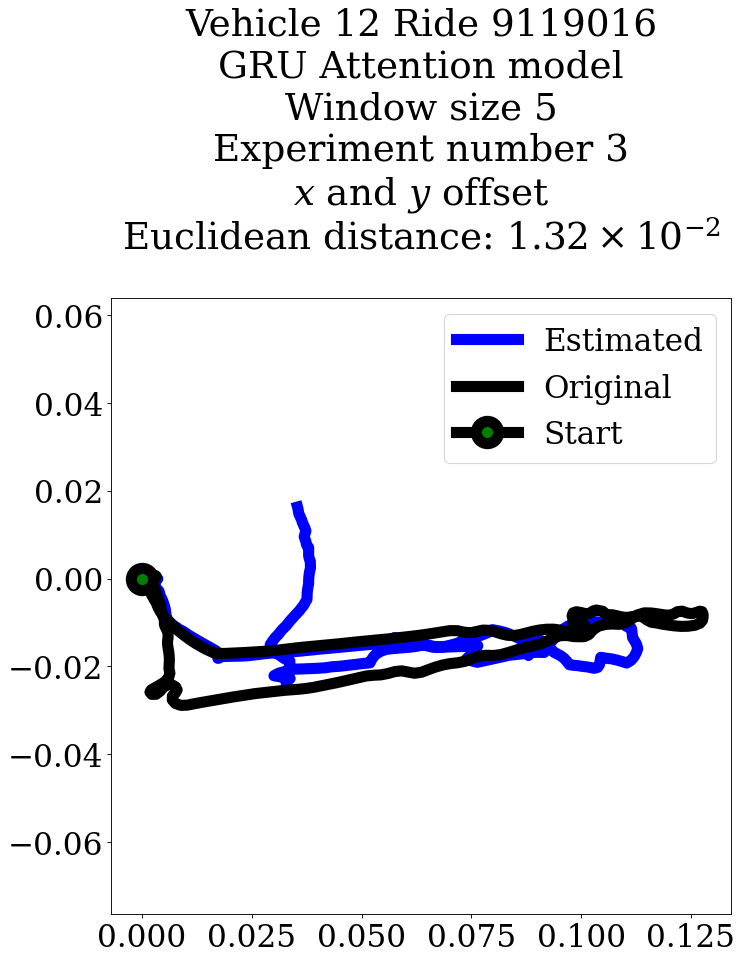 Vehicle 12 Ride 9119016
GRU Attention model
Window size 5
Experiment number 3
x and y offset
Euclidean distance: 1.32 × 10⁻²
Estimated
Original
Start
0.06
0.04
0.02
0.00
−0.02
−0.04
−0.06
0.000 0.025 0.050 0.075 0.100 0.125